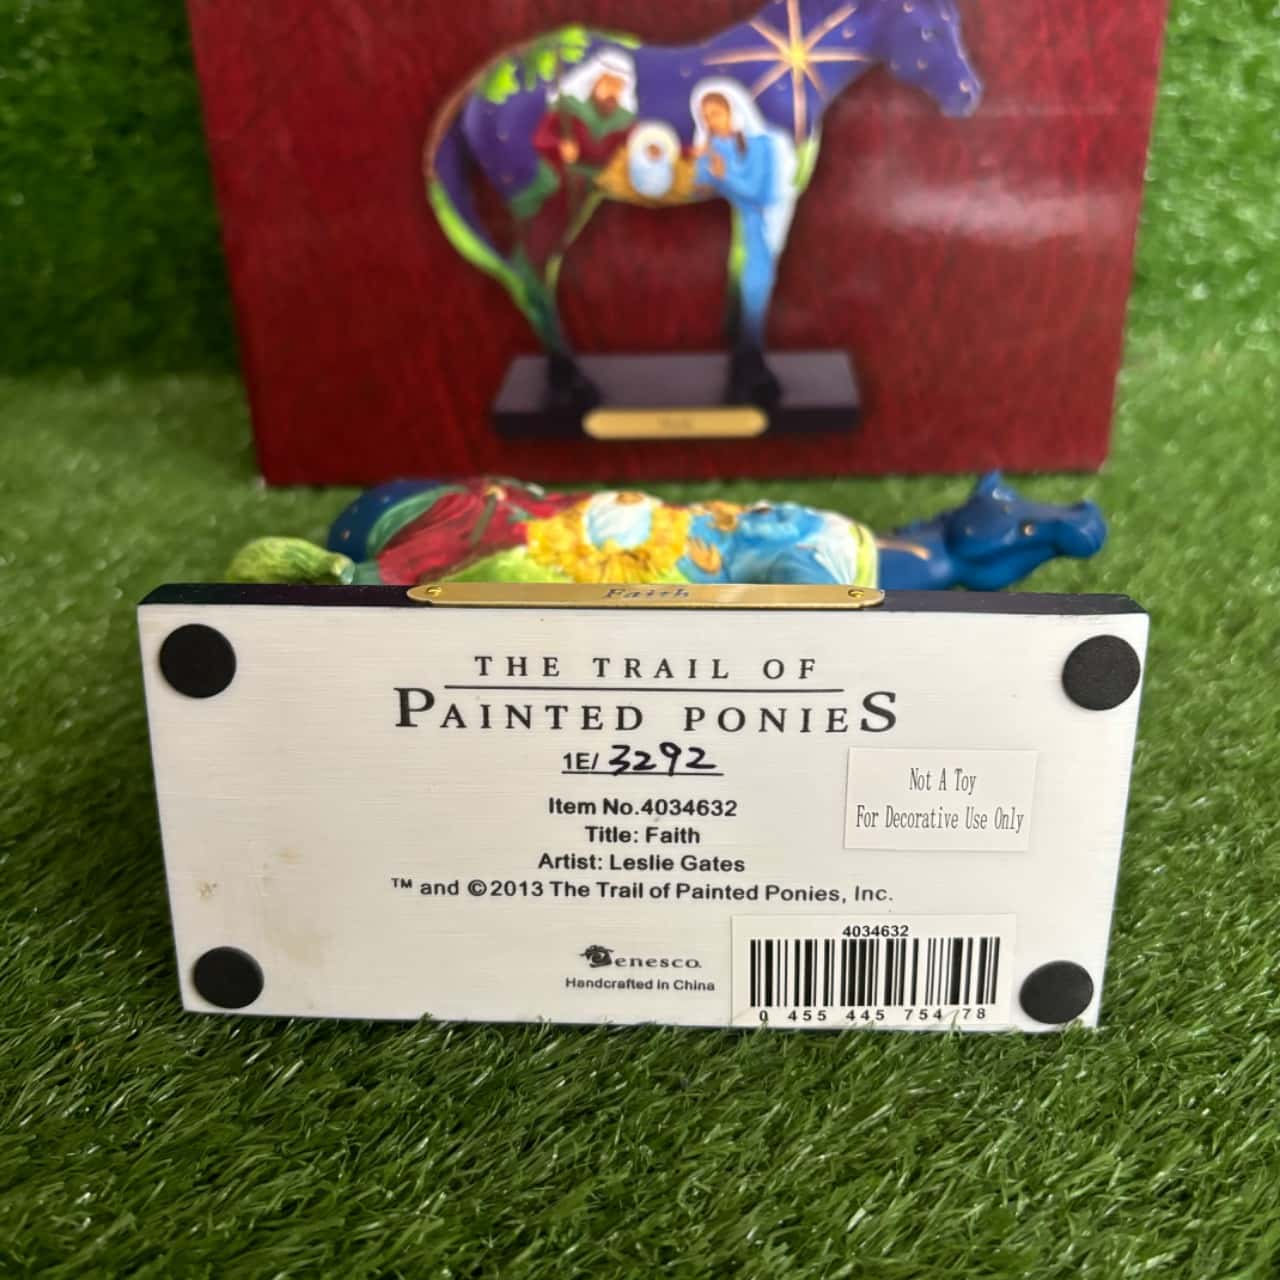 Faith
THE TRAIL OF
PAINTED PONIES
1E/ 3292
Item No.4034632
Title: Faith
Artist: Leslie Gates
™ and ©2013 The Trail of Painted Ponies, Inc.
Not A Toy
For Decorative Use Only
Enesco.
Handcrafted in China
4034632
0 455 445 754 78